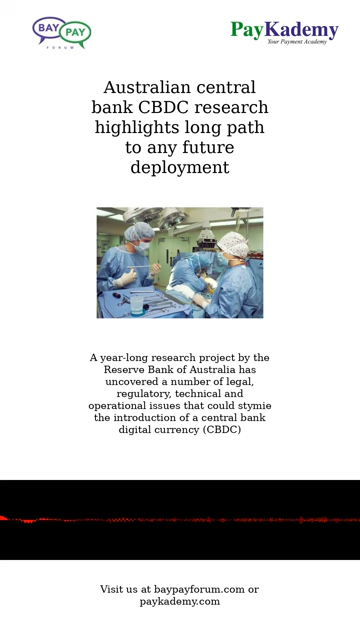 BAY PAY
FORUM
PayKademy
Your Payment Academy
Australian central
bank CBDC research
highlights long path
to any future
deployment
A year-long research project by the
Reserve Bank of Australia has
uncovered a number of legal,
regulatory, technical and
operational issues that could stymie
the introduction of a central bank
digital currency (CBDC)
Visit us at baypayforum.com or
paykademy.com